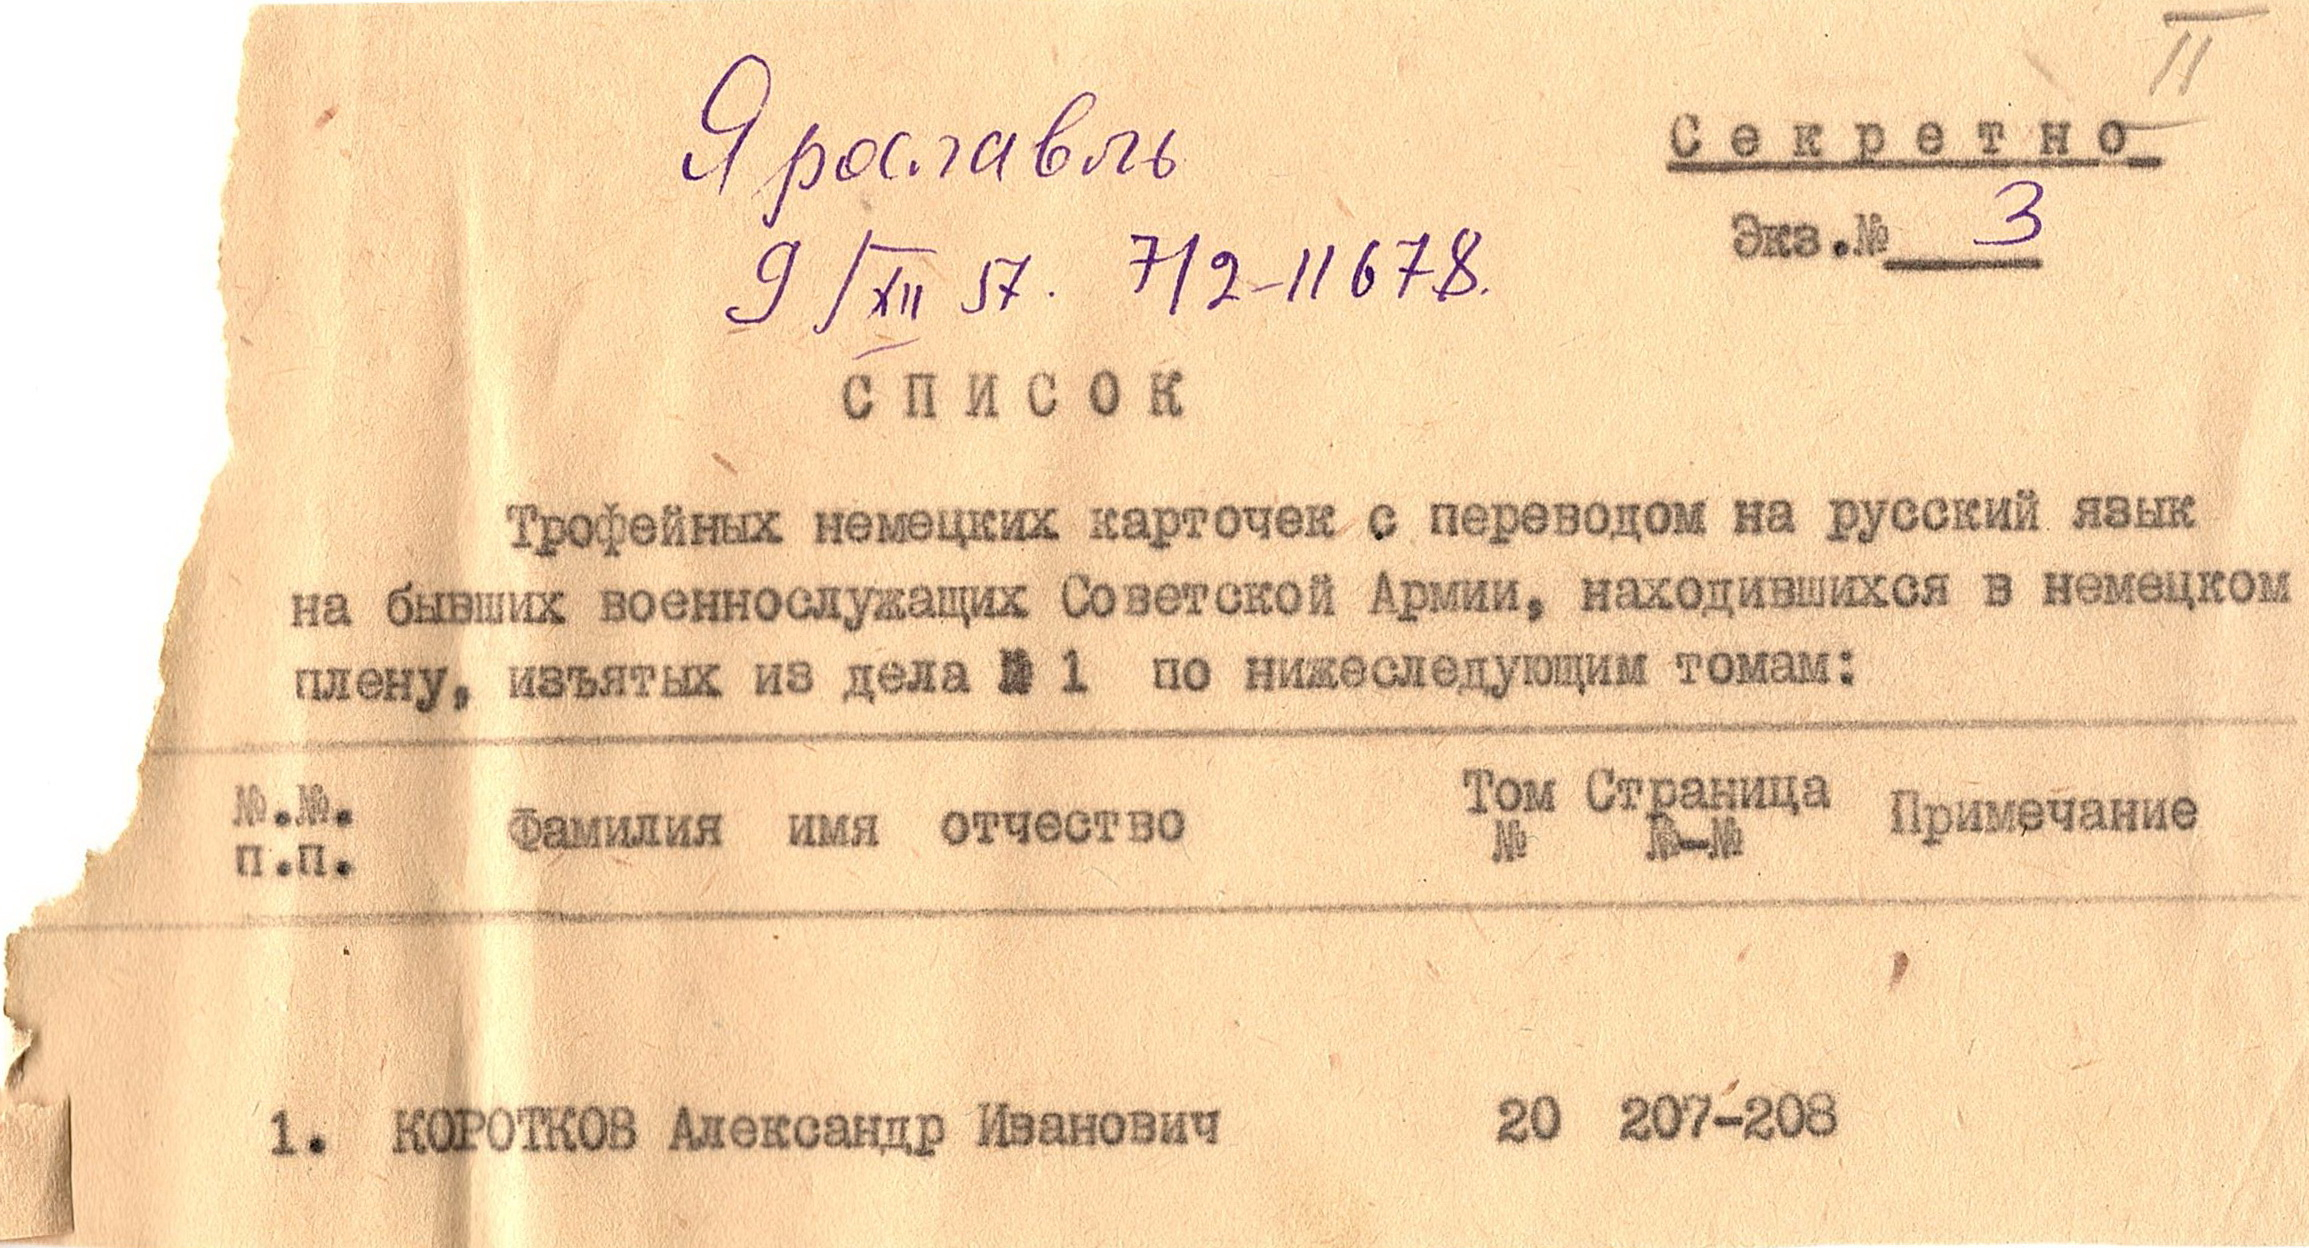 II
Секретно
Экз.№ 3
Ярославль
9/XII 57. 7/2-11678.
СПИСОК
Трофейных немецких карточек с переводом на русский язык
на бывших военнослужащих Советской Армии, находившихся в немецком
плену, изъятых из дела № 1 по нижеследующим томам:
№.№. п.п. Фамилия имя отчество Том № Страница №-№ Примечание
1. КОРОТКОВ Александр Иванович 20 207-208